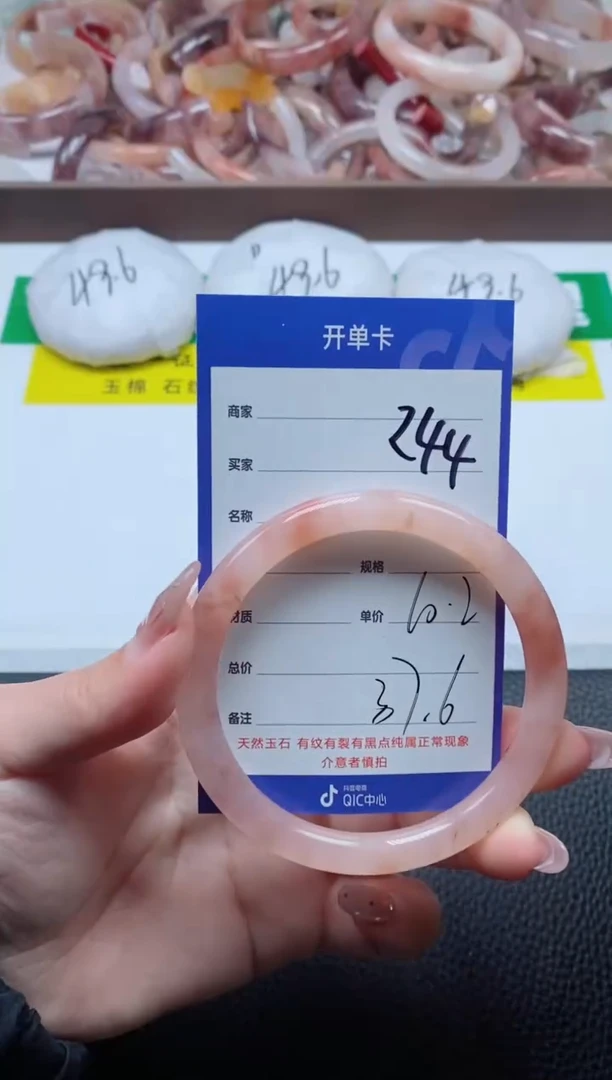 43.6
43.6
43.6
玉棉 石纹
开单卡
商家
244
买家
名称
规格
材质
单价 60.2
总价
备注 37.6
天然玉石 有纹有裂有黑点纯属正常现象
介意者慎拍
抖音电商
QIC中心